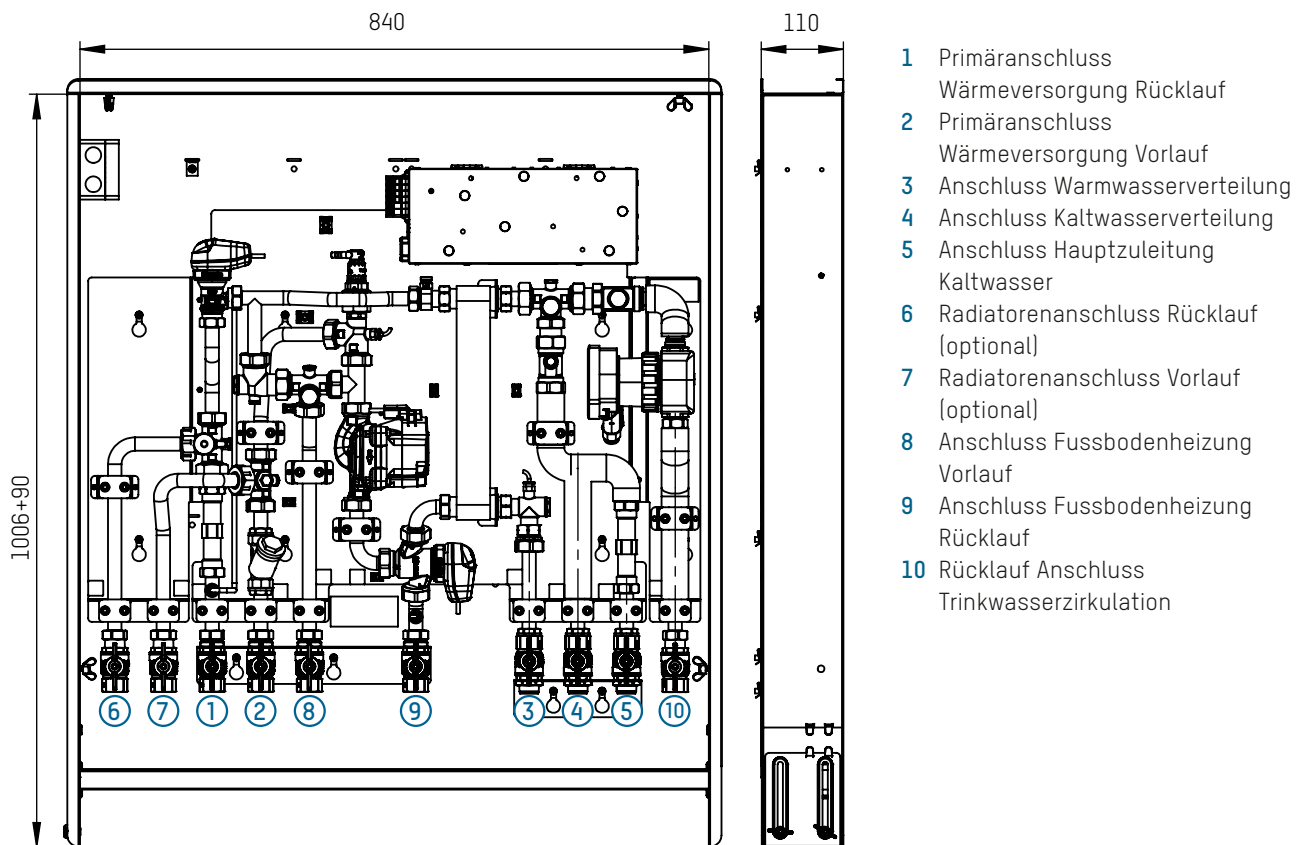 840
110
1006+90
6
7
1
2
8
9
3
4
5
10
1 Primäranschluss
Wärmeversorgung Rücklauf
2 Primäranschluss
Wärmeversorgung Vorlauf
3 Anschluss Warmwasserverteilung
4 Anschluss Kaltwasserverteilung
5 Anschluss Hauptzuleitung
Kaltwasser
6 Radiatorenanschluss Rücklauf
(optional)
7 Radiatorenanschluss Vorlauf
(optional)
8 Anschluss Fussbodenheizung
Vorlauf
9 Anschluss Fussbodenheizung
Rücklauf
10 Rücklauf Anschluss
Trinkwasserzirkulation